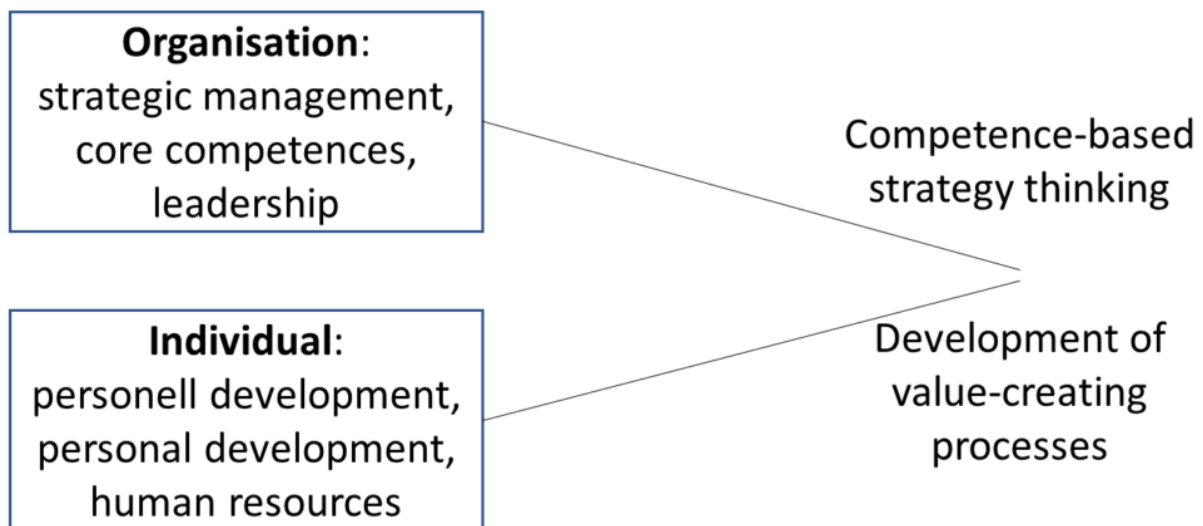 Organisation:
strategic management,
core competences,
leadership
Competence-based
strategy thinking
Individual:
personell development,
personal development,
human resources
Development of
value-creating
processes